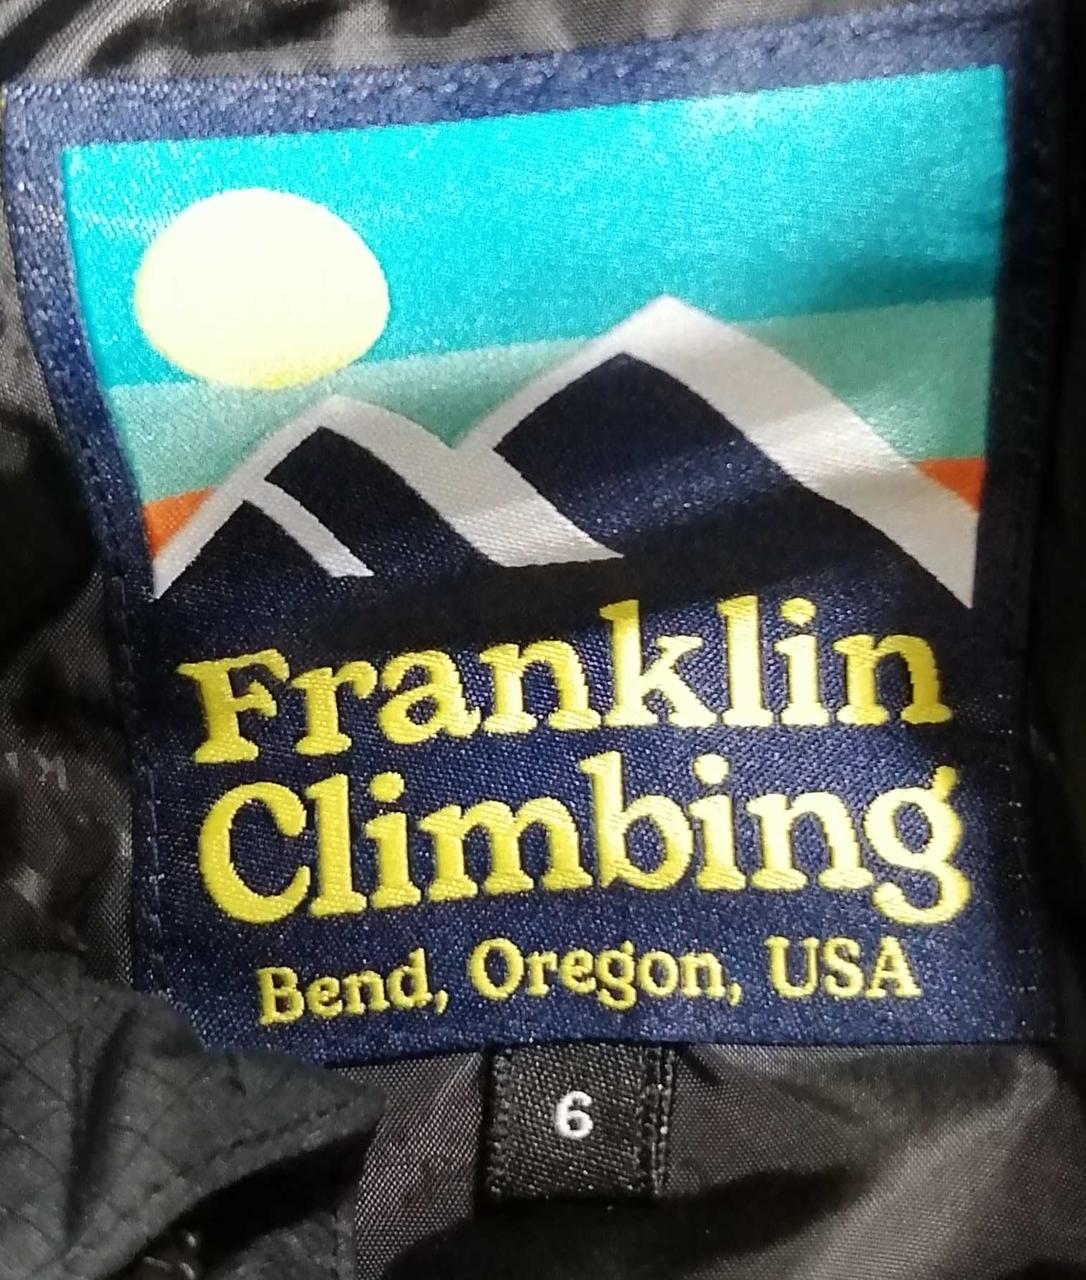 Franklin
Climbing
Bend, Oregon, USA
6